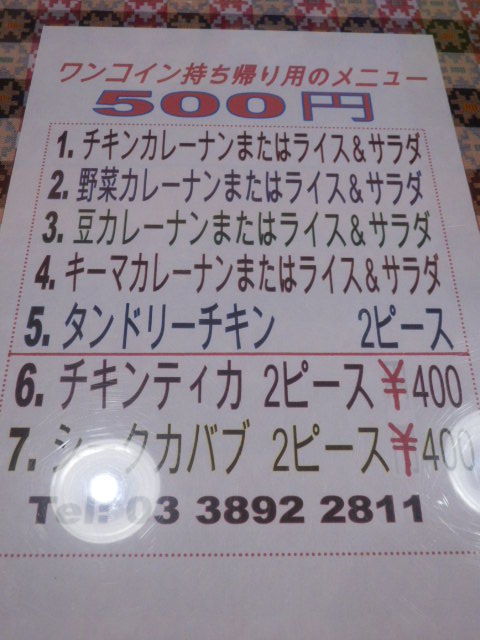 ワンコイン持ち帰り用のメニュー
500円
1. チキンカレーナンまたはライス&サラダ
2. 野菜カレーナンまたはライス&サラダ
3. 豆カレーナンまたはライス&サラダ
4. キーマカレーナンまたはライス&サラダ
5. タンドリーチキン 2ピース
6. チキンティカ 2ピース ¥400
7. シークカバブ 2ピース ¥400
Tel: 03 3892 2811